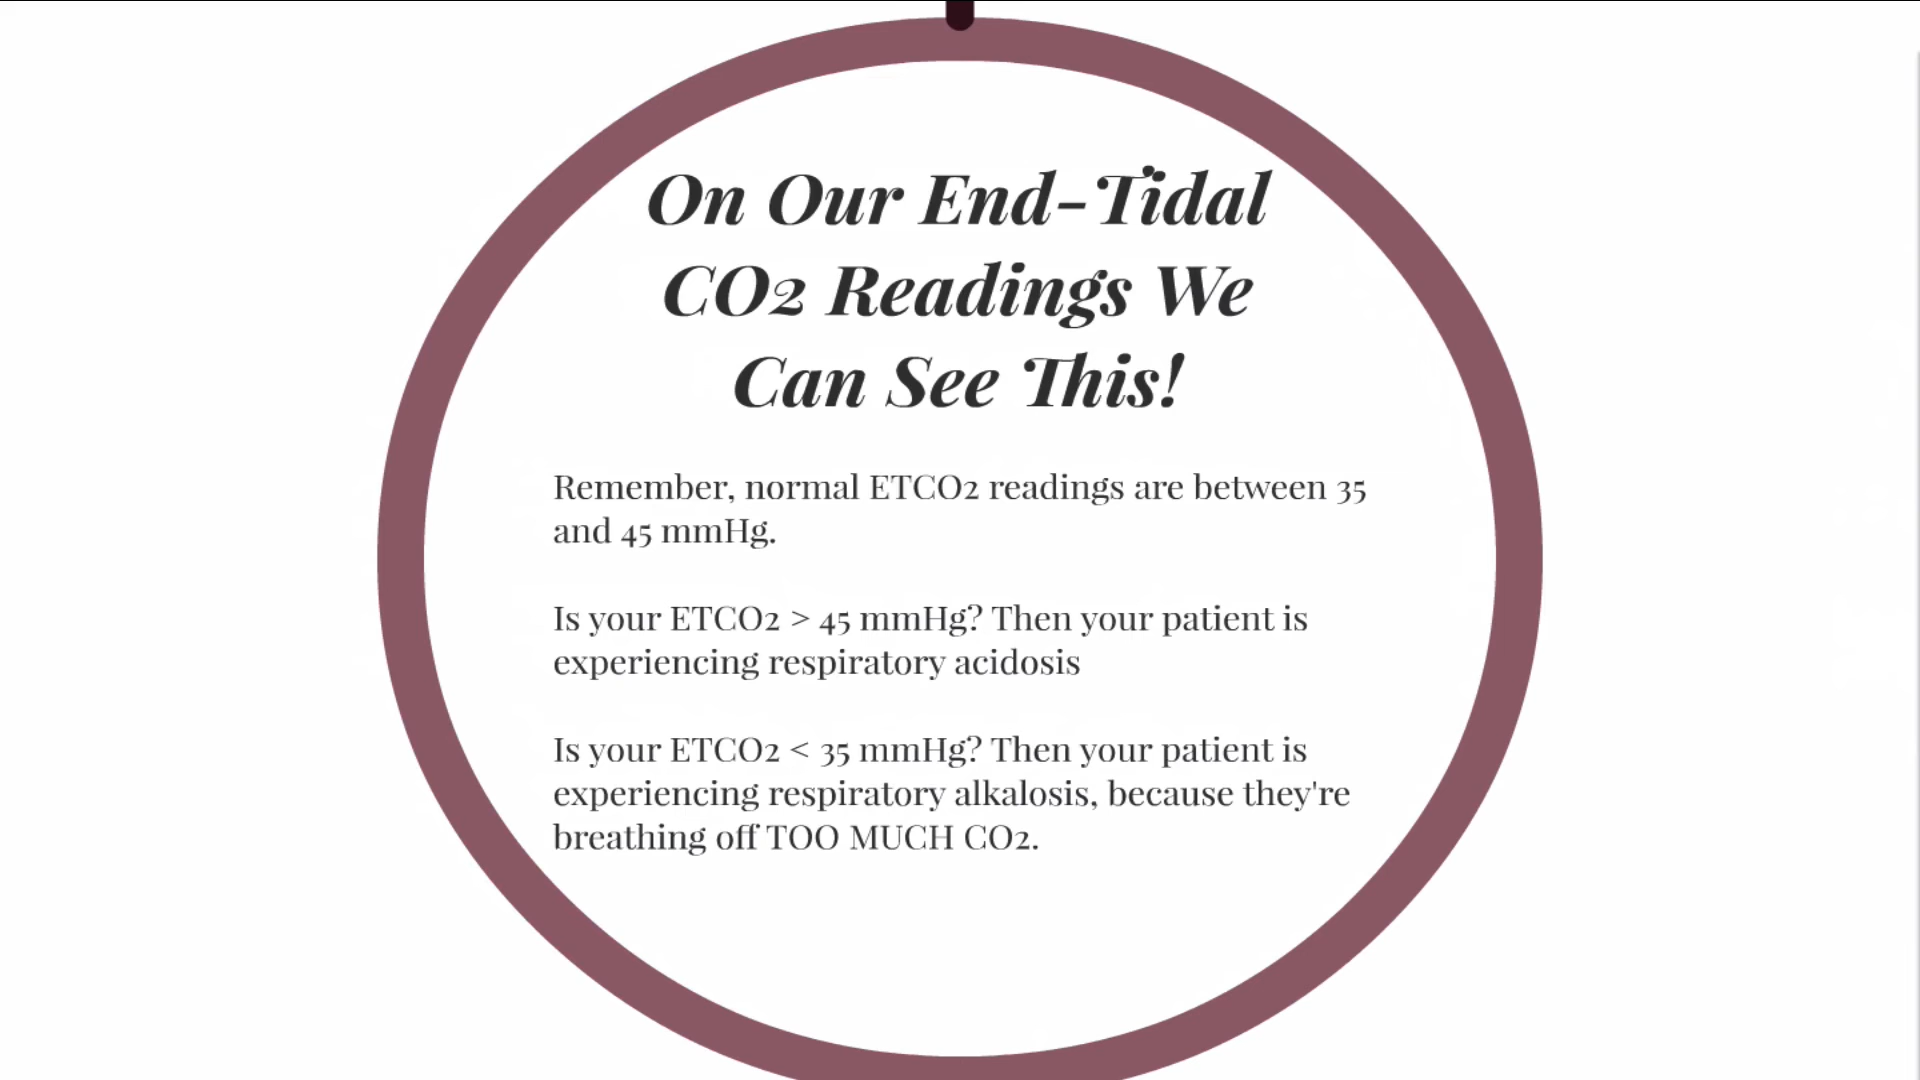 On Our End-Tidal
CO2 Readings We
Can See This!
Remember, normal ETCO2 readings are between 35
and 45 mmHg.
Is your ETCO2 > 45 mmHg? Then your patient is
experiencing respiratory acidosis
Is your ETCO2 < 35 mmHg? Then your patient is
experiencing respiratory alkalosis, because they're
breathing off TOO MUCH CO2.